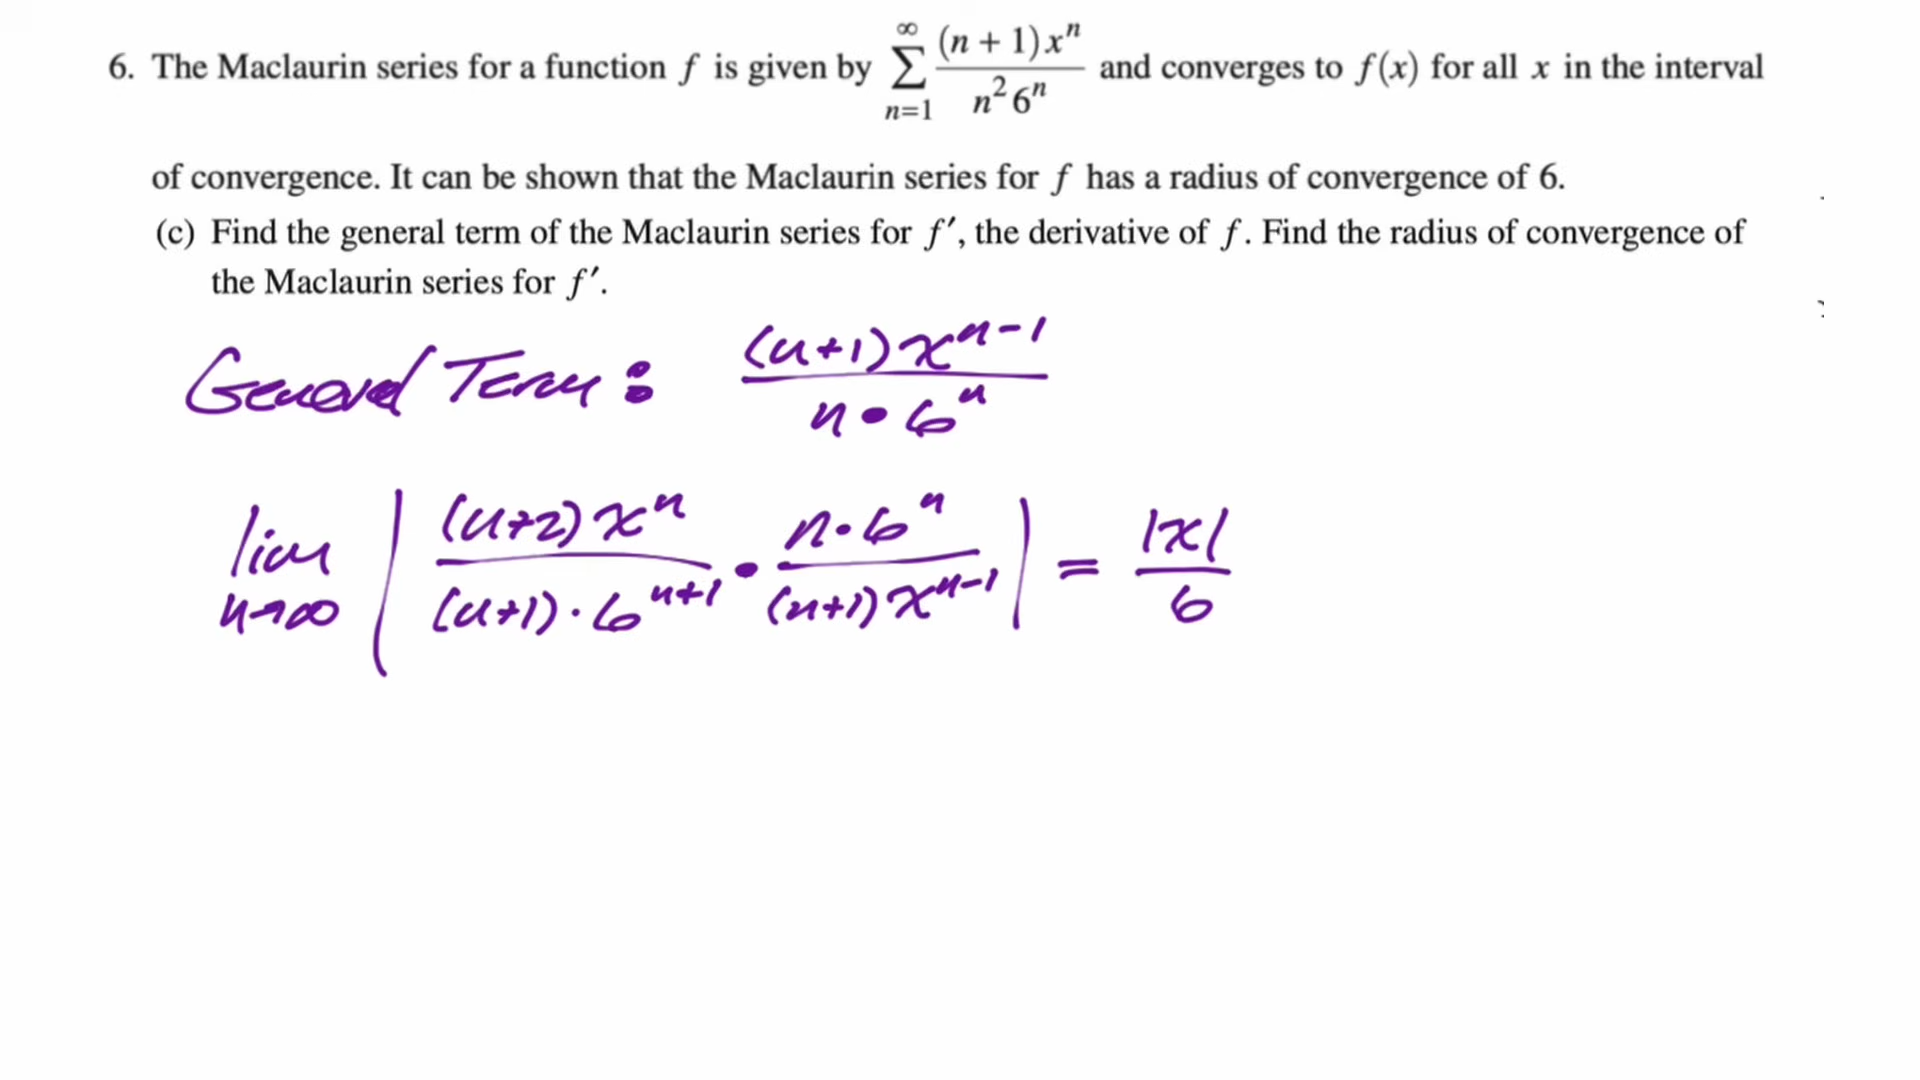 6. The Maclaurin series for a function f is given by ∑_{n=1}^{∞} (n + 1)x^n / n^2 6^n and converges to f(x) for all x in the interval
of convergence. It can be shown that the Maclaurin series for f has a radius of convergence of 6.
(c) Find the general term of the Maclaurin series for f′, the derivative of f. Find the radius of convergence of
the Maclaurin series for f′.
General Term: (n+1)x^{n-1} / n•6^n
lim_{n→∞} | (n+2)x^n / (n+1)·6^{n+1} • n·6^n / (n+1)x^{n-1} | = |x| / 6